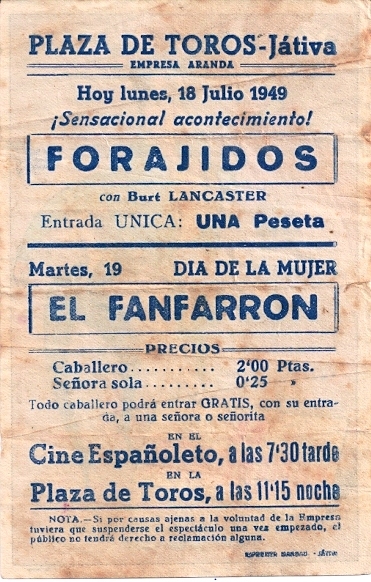 PLAZA DE TOROS-Játiva
EMPRESA ARANDA
Hoy lunes, 18 Julio 1949
¡Sensacional acontecimiento!
FORAJIDOS
con Burt LANCASTER
Entrada UNICA: UNA Peseta
Martes, 19 DIA DE LA MUJER
EL FANFARRON
PRECIOS
Caballero........... 2'00 Ptas.
Señora sola......... 0'25 »
Todo caballero podrá entrar GRATIS, con su entra-
da, a una señora o señorita
EN EL
Cine Españoleto, a las 7'30 tarde
EN LA
Plaza de Toros, a las 11'15 noche
NOTA.—Si por causas ajenas a la voluntad de la Empresa
tuviera que suspenderse el espectáculo una vez empezado, el
público no tendrá derecho a reclamación alguna.
IMPRENTA - JÁTIVA